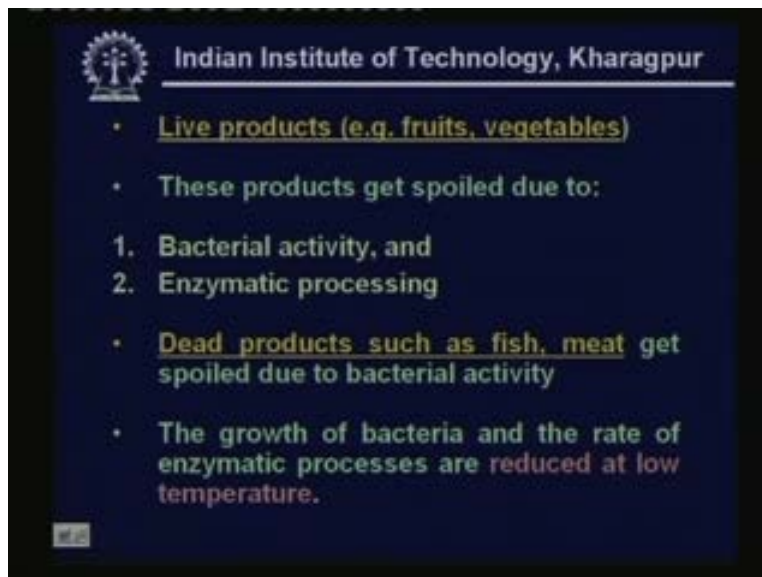 Indian Institute of Technology, Kharagpur
• Live products (e.g. fruits, vegetables)
• These products get spoiled due to:
1. Bacterial activity, and
2. Enzymatic processing
• Dead products such as fish, meat get
spoiled due to bacterial activity
• The growth of bacteria and the rate of
enzymatic processes are reduced at low
temperature.